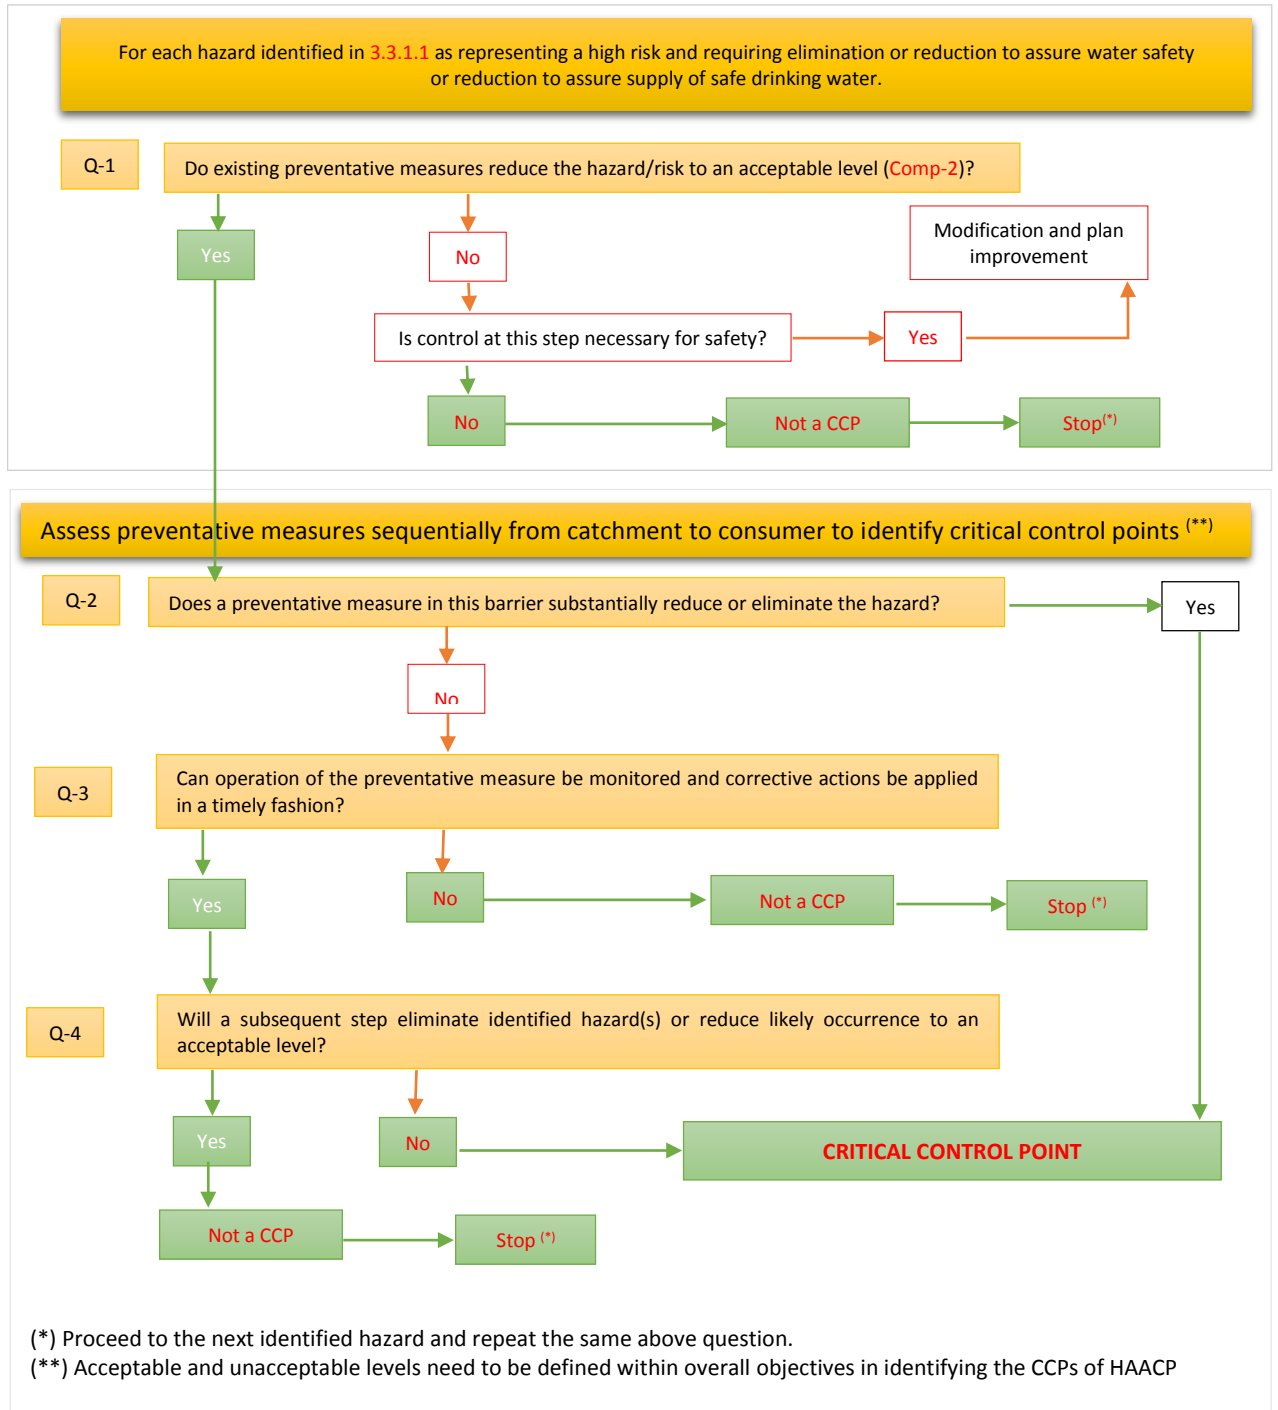 For each hazard identified in 3.3.1.1 as representing a high risk and requiring elimination or reduction to assure water safety
or reduction to assure supply of safe drinking water.
Q-1
Do existing preventative measures reduce the hazard/risk to an acceptable level (Comp-2)?
Yes
No
Modification and plan
improvement
Is control at this step necessary for safety?
Yes
No
Not a CCP
Stop(*)
Assess preventative measures sequentially from catchment to consumer to identify critical control points (**)
Q-2
Does a preventative measure in this barrier substantially reduce or eliminate the hazard?
Yes
No
Q-3
Can operation of the preventative measure be monitored and corrective actions be applied
in a timely fashion?
Yes
No
Not a CCP
Stop (*)
Q-4
Will a subsequent step eliminate identified hazard(s) or reduce likely occurrence to an
acceptable level?
Yes
No
CRITICAL CONTROL POINT
Not a CCP
Stop (*)
(*) Proceed to the next identified hazard and repeat the same above question.
(**) Acceptable and unacceptable levels need to be defined within overall objectives in identifying the CCPs of HAACP